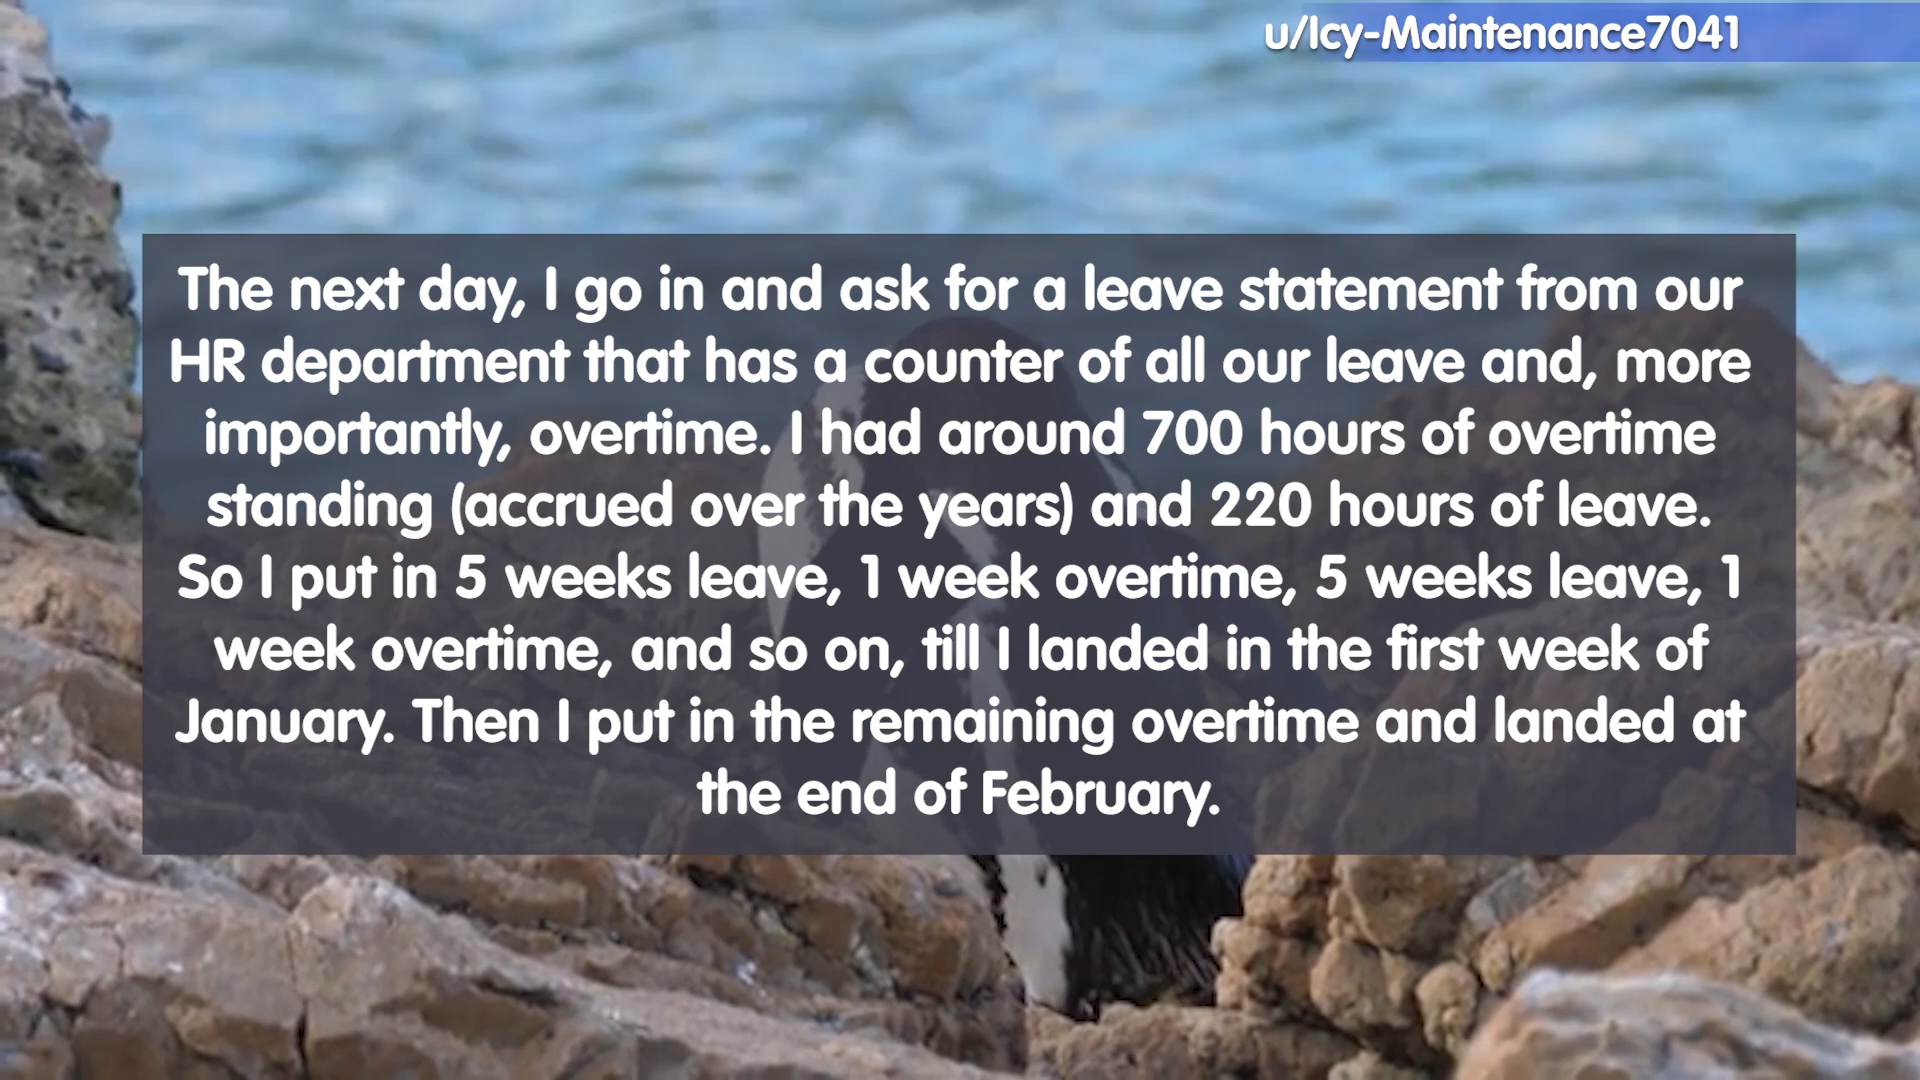 u/Icy-Maintenance7041
The next day, I go in and ask for a leave statement from our
HR department that has a counter of all our leave and, more
importantly, overtime. I had around 700 hours of overtime
standing (accrued over the years) and 220 hours of leave.
So I put in 5 weeks leave, 1 week overtime, 5 weeks leave, 1
week overtime, and so on, till I landed in the first week of
January. Then I put in the remaining overtime and landed at
the end of February.